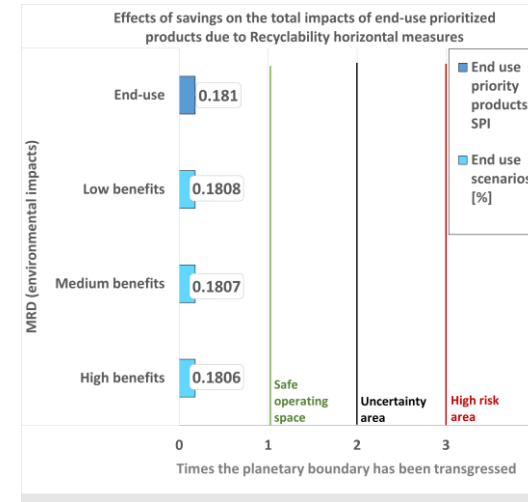 Effects of savings on the total impacts of end-use prioritized
products due to Recyclability horizontal measures
MRD (environmental impacts)
End-use
0.181
Low benefits
0.1808
Medium benefits
0.1807
High benefits
0.1806
End use
priority
products
SPI
End use
scenarios
[%]
Safe
operating
space
Uncertainty
area
High risk
area
0 1 2 3
Times the planetary boundary has been transgressed